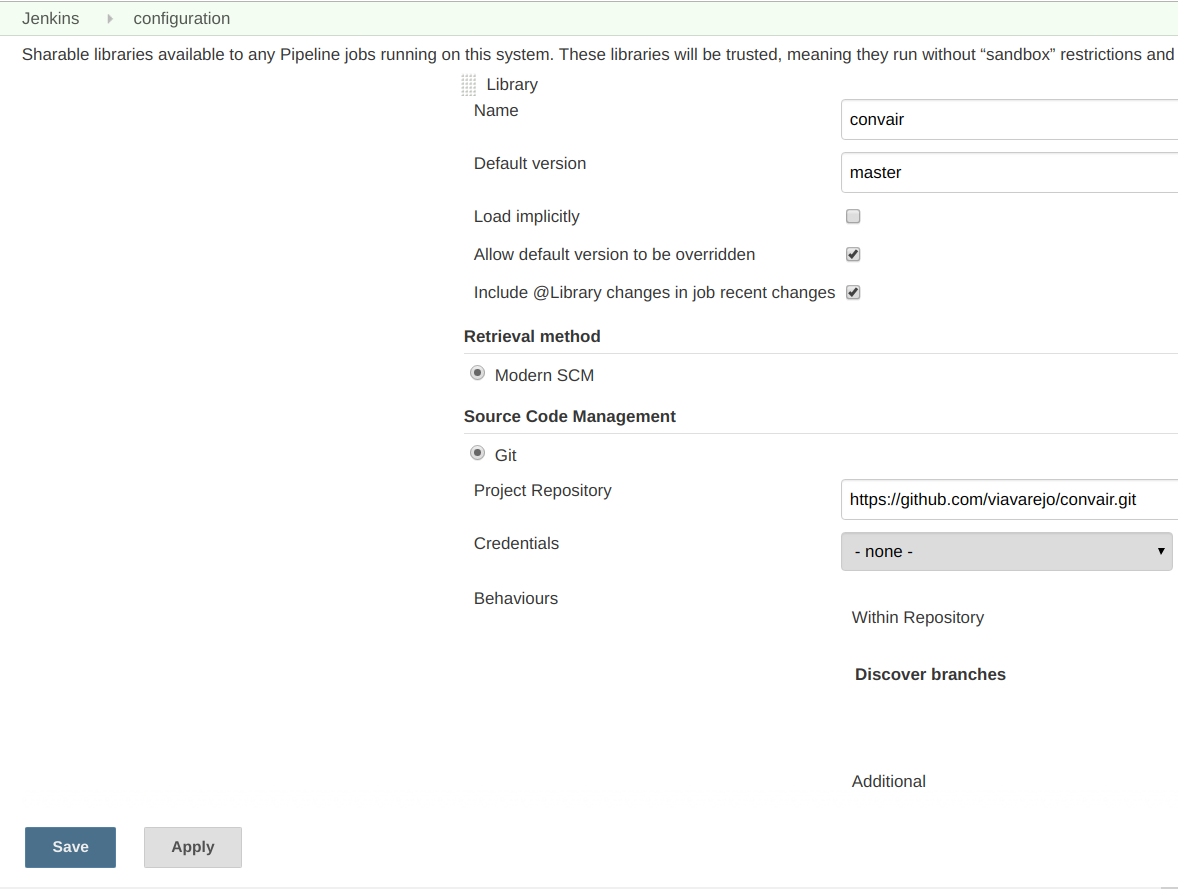 Jenkins configuration
Sharable libraries available to any Pipeline jobs running on this system. These libraries will be trusted, meaning they run without “sandbox” restrictions and
Library
Name
convair
Default version
master
Load implicitly
Allow default version to be overridden
Include @Library changes in job recent changes
Retrieval method
Modern SCM
Source Code Management
Git
Project Repository
https://github.com/viavarejo/convair.git
Credentials
- none -
Behaviours
Within Repository
Discover branches
Additional
Save Apply